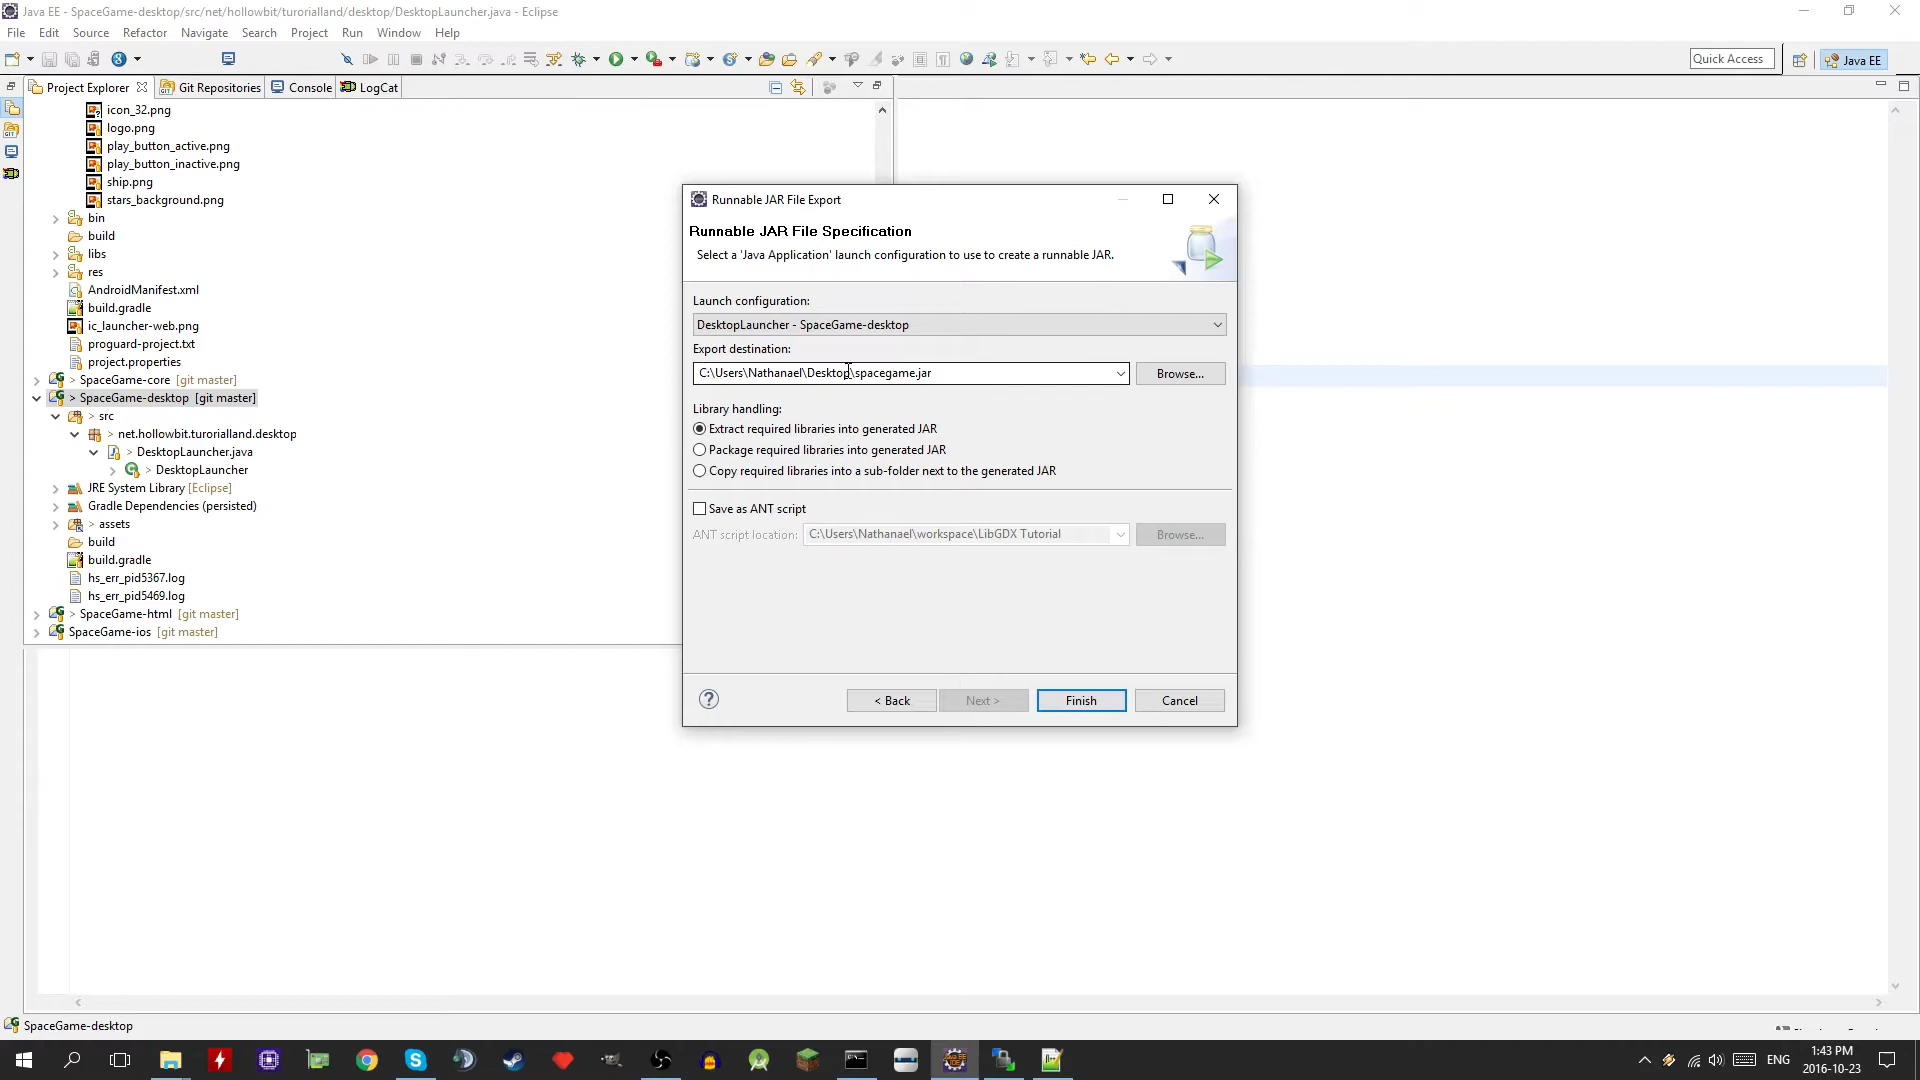 Java EE - SpaceGame-desktop/src/net/hollowbit/turorialland/desktop/DesktopLauncher.java - Eclipse
File Edit Source Refactor Navigate Search Project Run Window Help
Quick Access
Java EE
Project Explorer Git Repositories Console LogCat
icon_32.png
logo.png
play_button_active.png
play_button_inactive.png
ship.png
stars_background.png
bin
build
libs
res
AndroidManifest.xml
build.gradle
ic_launcher-web.png
proguard-project.txt
project.properties
> SpaceGame-core [git master]
> SpaceGame-desktop [git master]
> src
> net.hollowbit.turorialland.desktop
> DesktopLauncher.java
> DesktopLauncher
JRE System Library [Eclipse]
Gradle Dependencies (persisted)
> assets
build
build.gradle
hs_err_pid5367.log
hs_err_pid5469.log
> SpaceGame-html [git master]
SpaceGame-ios [git master]
Runnable JAR File Export
Runnable JAR File Specification
Select a 'Java Application' launch configuration to use to create a runnable JAR.
Launch configuration:
DesktopLauncher - SpaceGame-desktop
Export destination:
C:\Users\Nathanael\Desktop\spacegame.jar
Browse...
Library handling:
Extract required libraries into generated JAR
Package required libraries into generated JAR
Copy required libraries into a sub-folder next to the generated JAR
Save as ANT script
ANT script location: C:\Users\Nathanael\workspace\LibGDX Tutorial
Browse...
< Back Next > Finish Cancel
SpaceGame-desktop
ENG
1:43 PM
2016-10-23